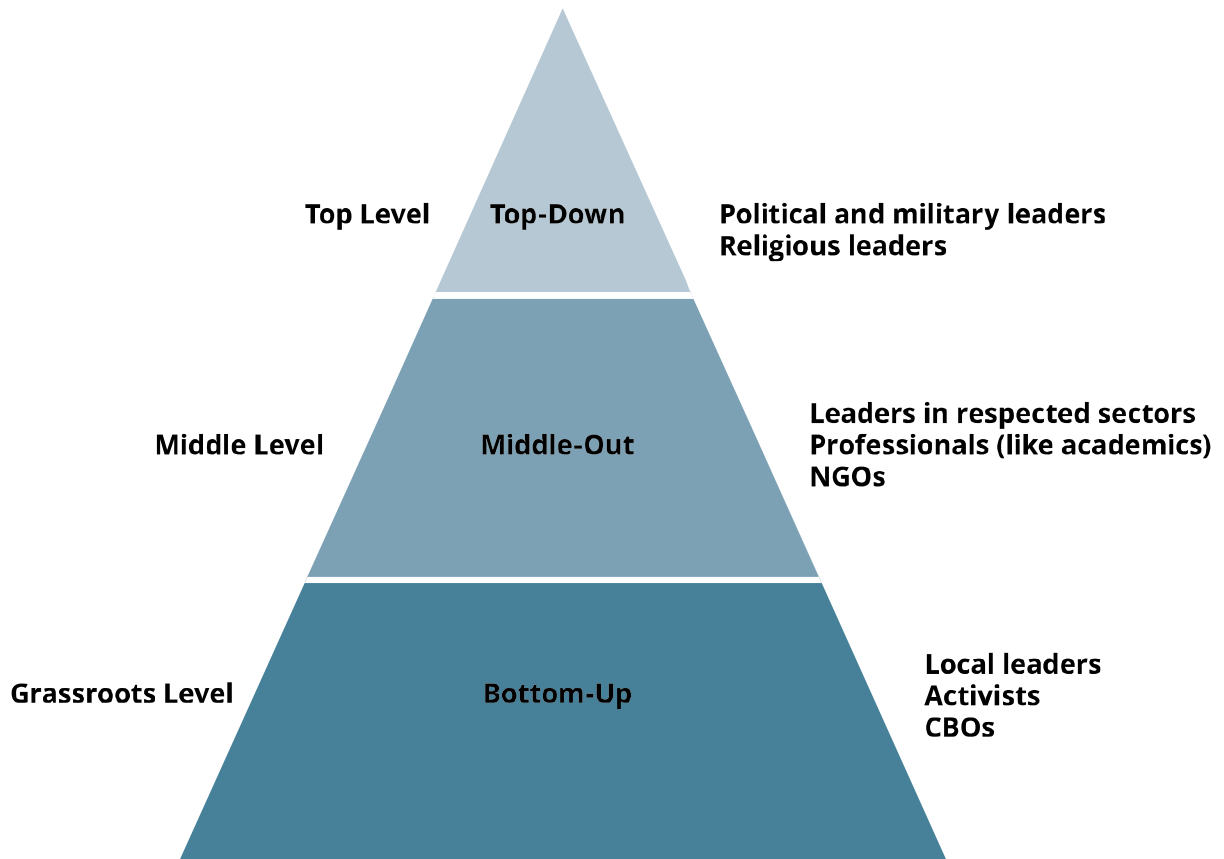 Top Level
Top-Down
Political and military leaders
Religious leaders
Middle Level
Middle-Out
Leaders in respected sectors
Professionals (like academics)
NGOs
Grassroots Level
Bottom-Up
Local leaders
Activists
CBOs